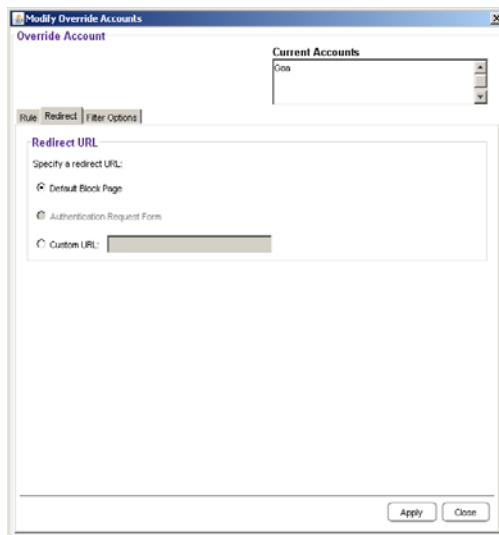 Modify Override Accounts
Override Account
Current Accounts
Goa
Rule Redirect Filter Options
Redirect URL
Specify a redirect URL:
Default Block Page
Authentication Request Form
Custom URL:
Apply Close